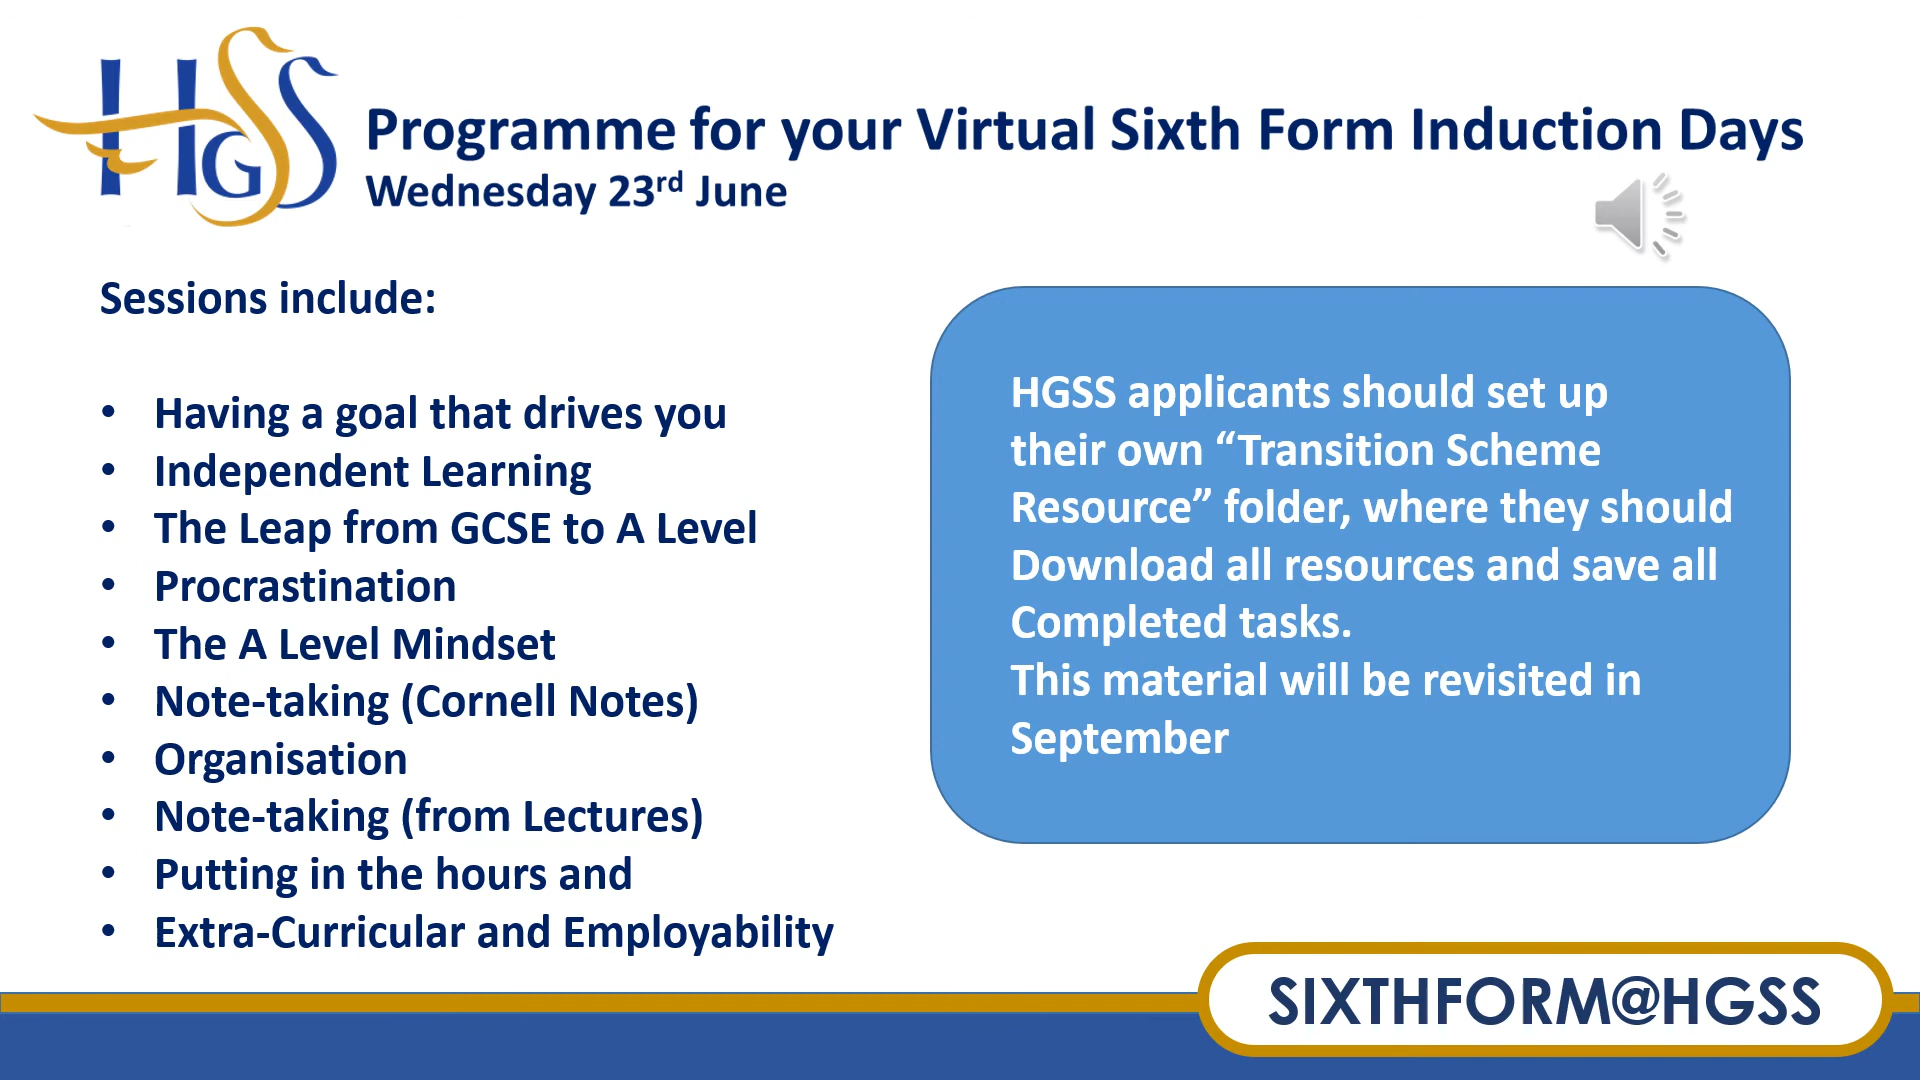 HGSS
Programme for your Virtual Sixth Form Induction Days
Wednesday 23rd June
Sessions include:
• Having a goal that drives you
• Independent Learning
• The Leap from GCSE to A Level
• Procrastination
• The A Level Mindset
• Note-taking (Cornell Notes)
• Organisation
• Note-taking (from Lectures)
• Putting in the hours and
• Extra-Curricular and Employability
HGSS applicants should set up
their own “Transition Scheme
Resource” folder, where they should
Download all resources and save all
Completed tasks.
This material will be revisited in
September
SIXTHFORM@HGSS